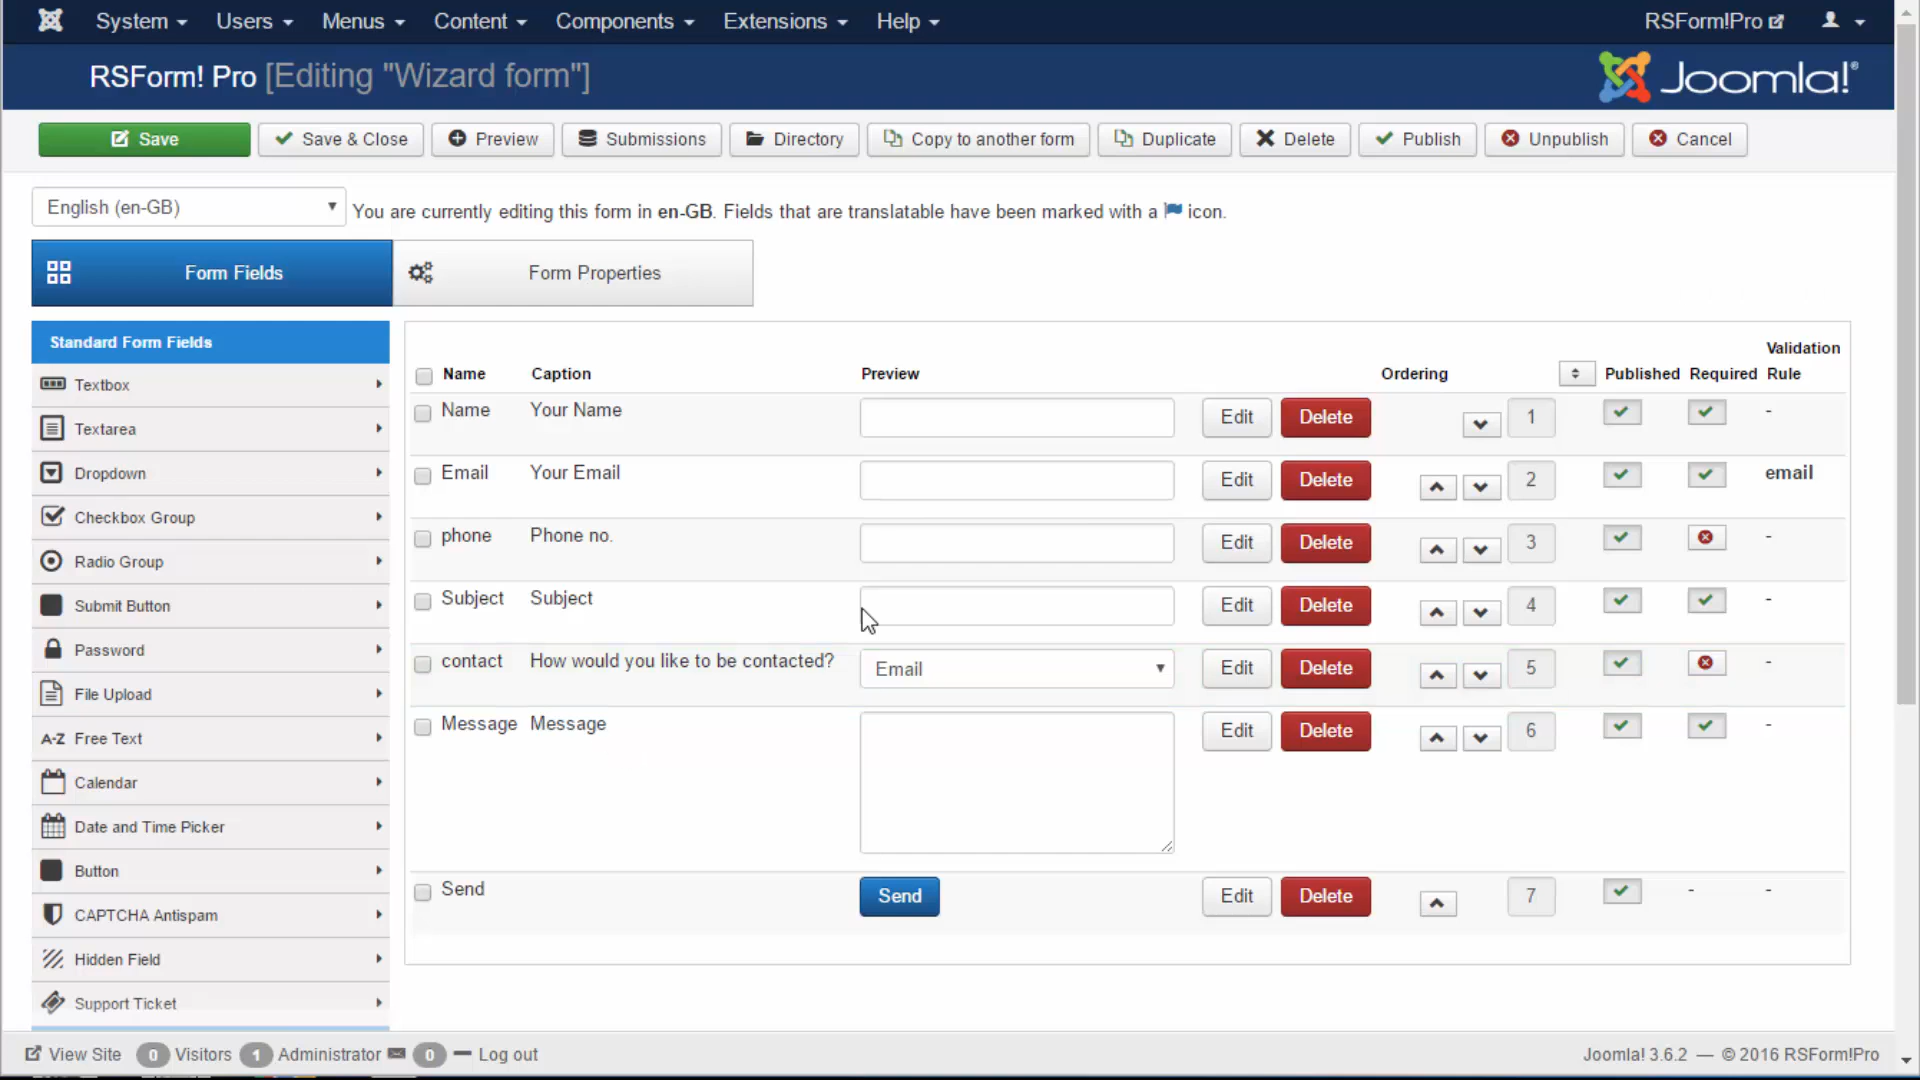 System Users Menus Content Components Extensions Help RSForm!Pro
RSForm! Pro [Editing "Wizard form"] Joomla!®
Save Save & Close Preview Submissions Directory Copy to another form Duplicate Delete Publish Unpublish Cancel
English (en-GB) You are currently editing this form in en-GB. Fields that are translatable have been marked with a icon.
Form Fields Form Properties
Standard Form Fields
Textbox
Textarea
Dropdown
Checkbox Group
Radio Group
Submit Button
Password
File Upload
A-Z Free Text
Calendar
Date and Time Picker
Button
CAPTCHA Antispam
Hidden Field
Support Ticket
Name Caption Preview Ordering Published Required Validation Rule
Name Your Name Edit Delete 1 -
Email Your Email Edit Delete 2 email
phone Phone no. Edit Delete 3 -
Subject Subject Edit Delete 4 -
contact How would you like to be contacted? Email Edit Delete 5 -
Message Message Edit Delete 6 -
Send Send Edit Delete 7 - -
View Site 0 Visitors 1 Administrator 0 Log out Joomla! 3.6.2 — © 2016 RSForm!Pro